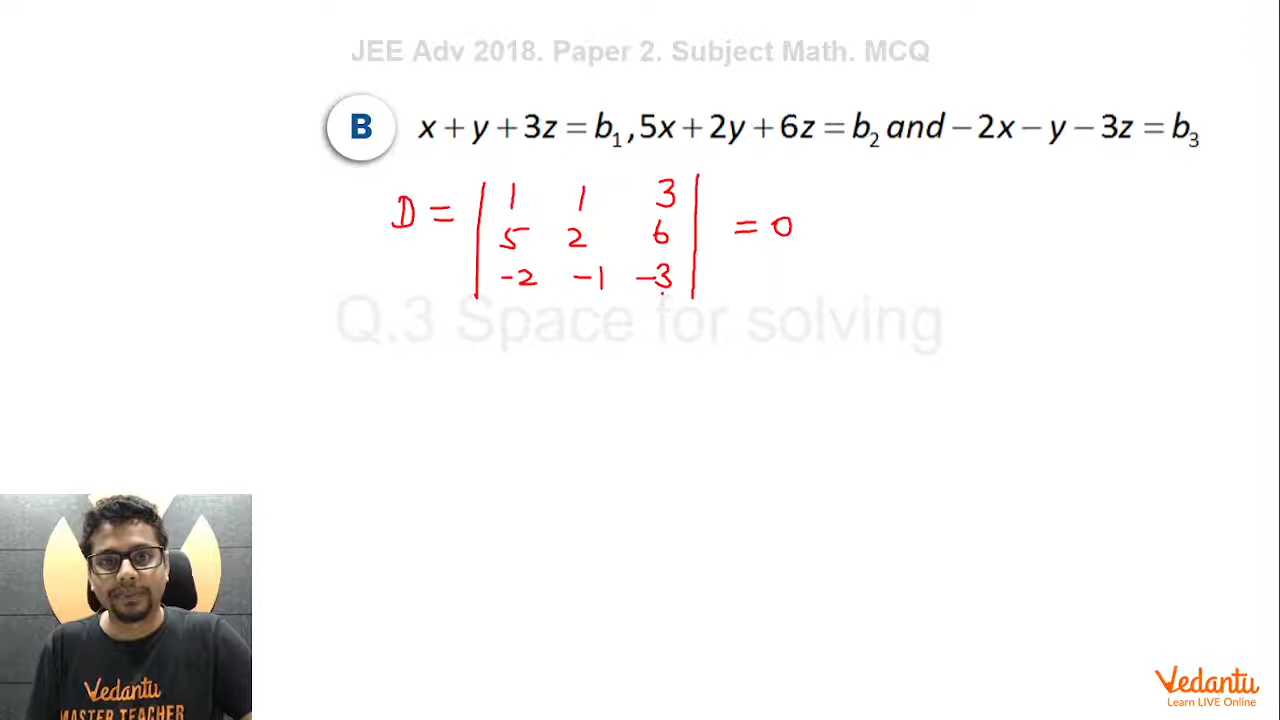 JEE Adv 2018. Paper 2. Subject Math. MCQ
B x + y + 3z = b₁, 5x + 2y + 6z = b₂ and − 2x − y − 3z = b₃
D = | 1 1 3 |
| 5 2 6 | = 0
| -2 -1 -3 |
Q.3 Space for solving
Vedantu
MASTER TEACHER
Vedantu
Learn LIVE Online